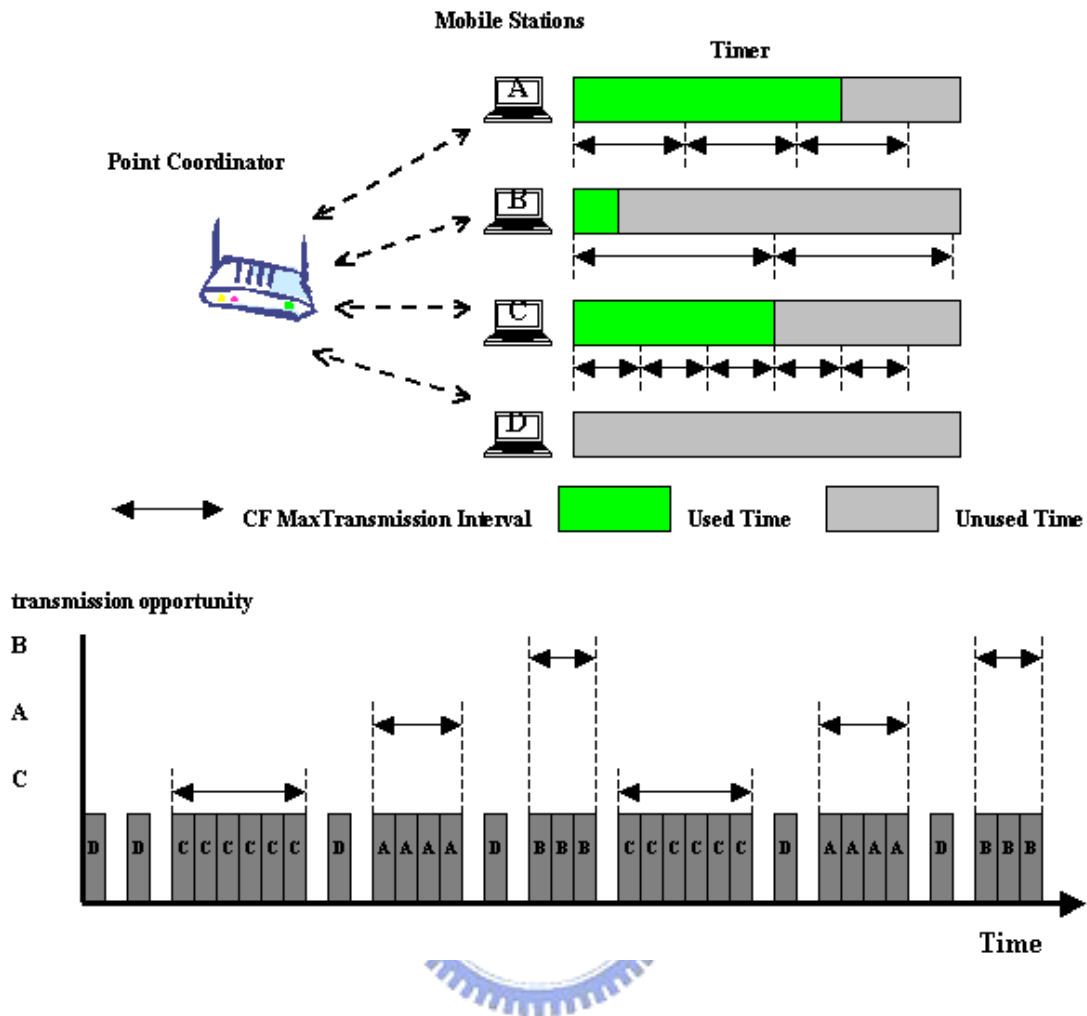 Mobile Stations
Timer
A
Point Coordinator
B
C
D
CF MaxTransmission Interval
Used Time
Unused Time
transmission opportunity
B
A
C
D D C C C C C C D A A A A D B B B C C C C C C D A A A A D B B B
Time